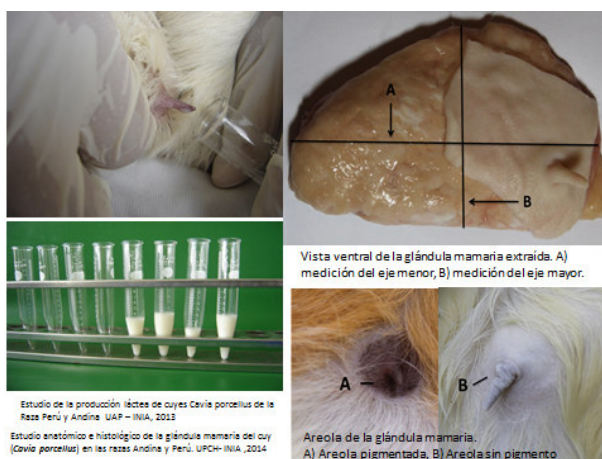 A
B
Vista ventral de la glándula mamaria extraída. A)
medición del eje menor, B) medición del eje mayor.
Estudio de la producción láctea de cuyes Cavia porcellus de la
Raza Perú y Andina UAP – INIA, 2013
Estudio anatómico e histológico de la glándula mamaria del cuy
(Cavia porcellus) en las razas Andina y Perú. UPCH- INIA ,2014
A
B
Areola de la glándula mamaria.
A) Areola pigmentada, B) Areola sin pigmento